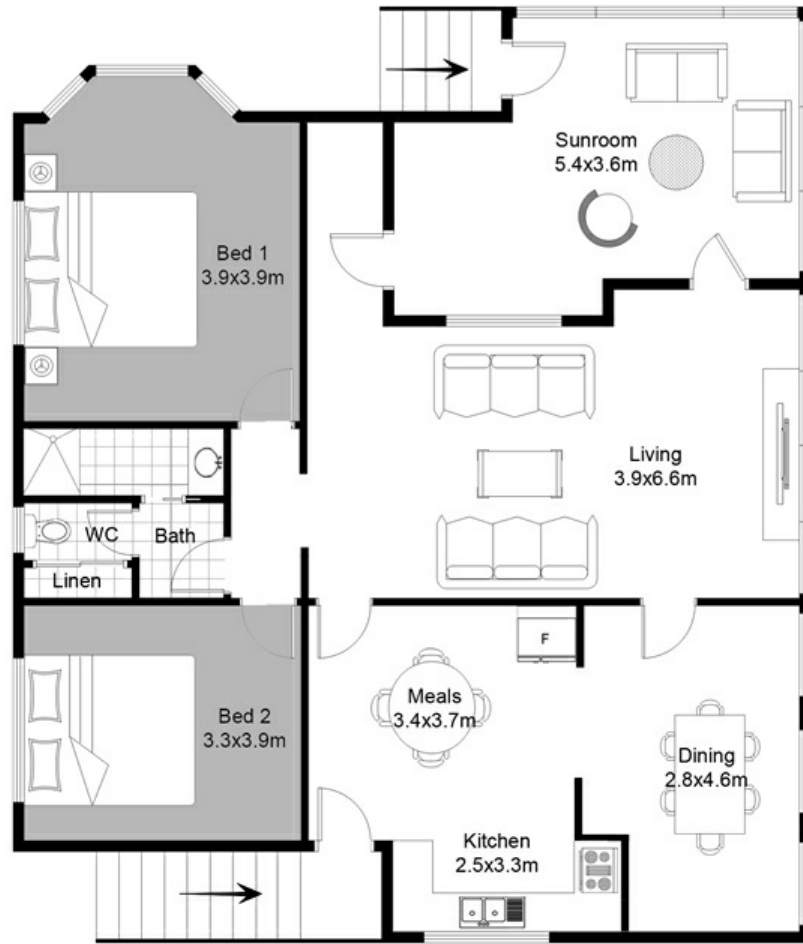 Sunroom
5.4x3.6m
Bed 1
3.9x3.9m
Living
3.9x6.6m
WC
Bath
Linen
F
Meals
3.4x3.7m
Bed 2
3.3x3.9m
Dining
2.8x4.6m
Kitchen
2.5x3.3m